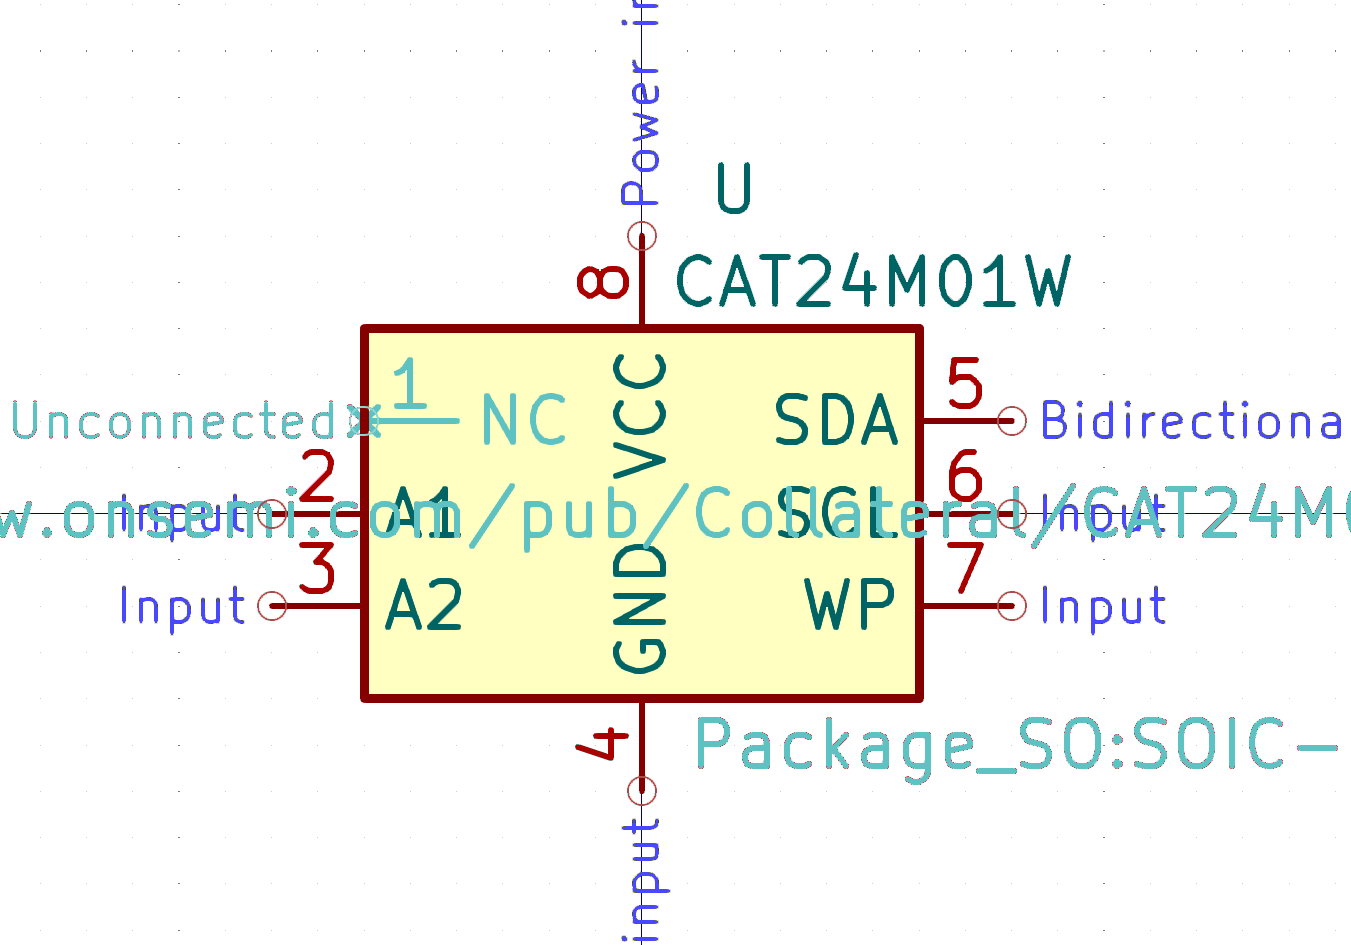 Power in
U
8
CAT24M01W
1
Unconnected
NC
VCC
SDA
5
Bidirectiona
2
Input
A1
SCL
6
Input
w.onsemi.com/pub/Collateral/CAT24M0
3
Input
A2
GND
WP
7
Input
4
Package_SO:SOIC-
input